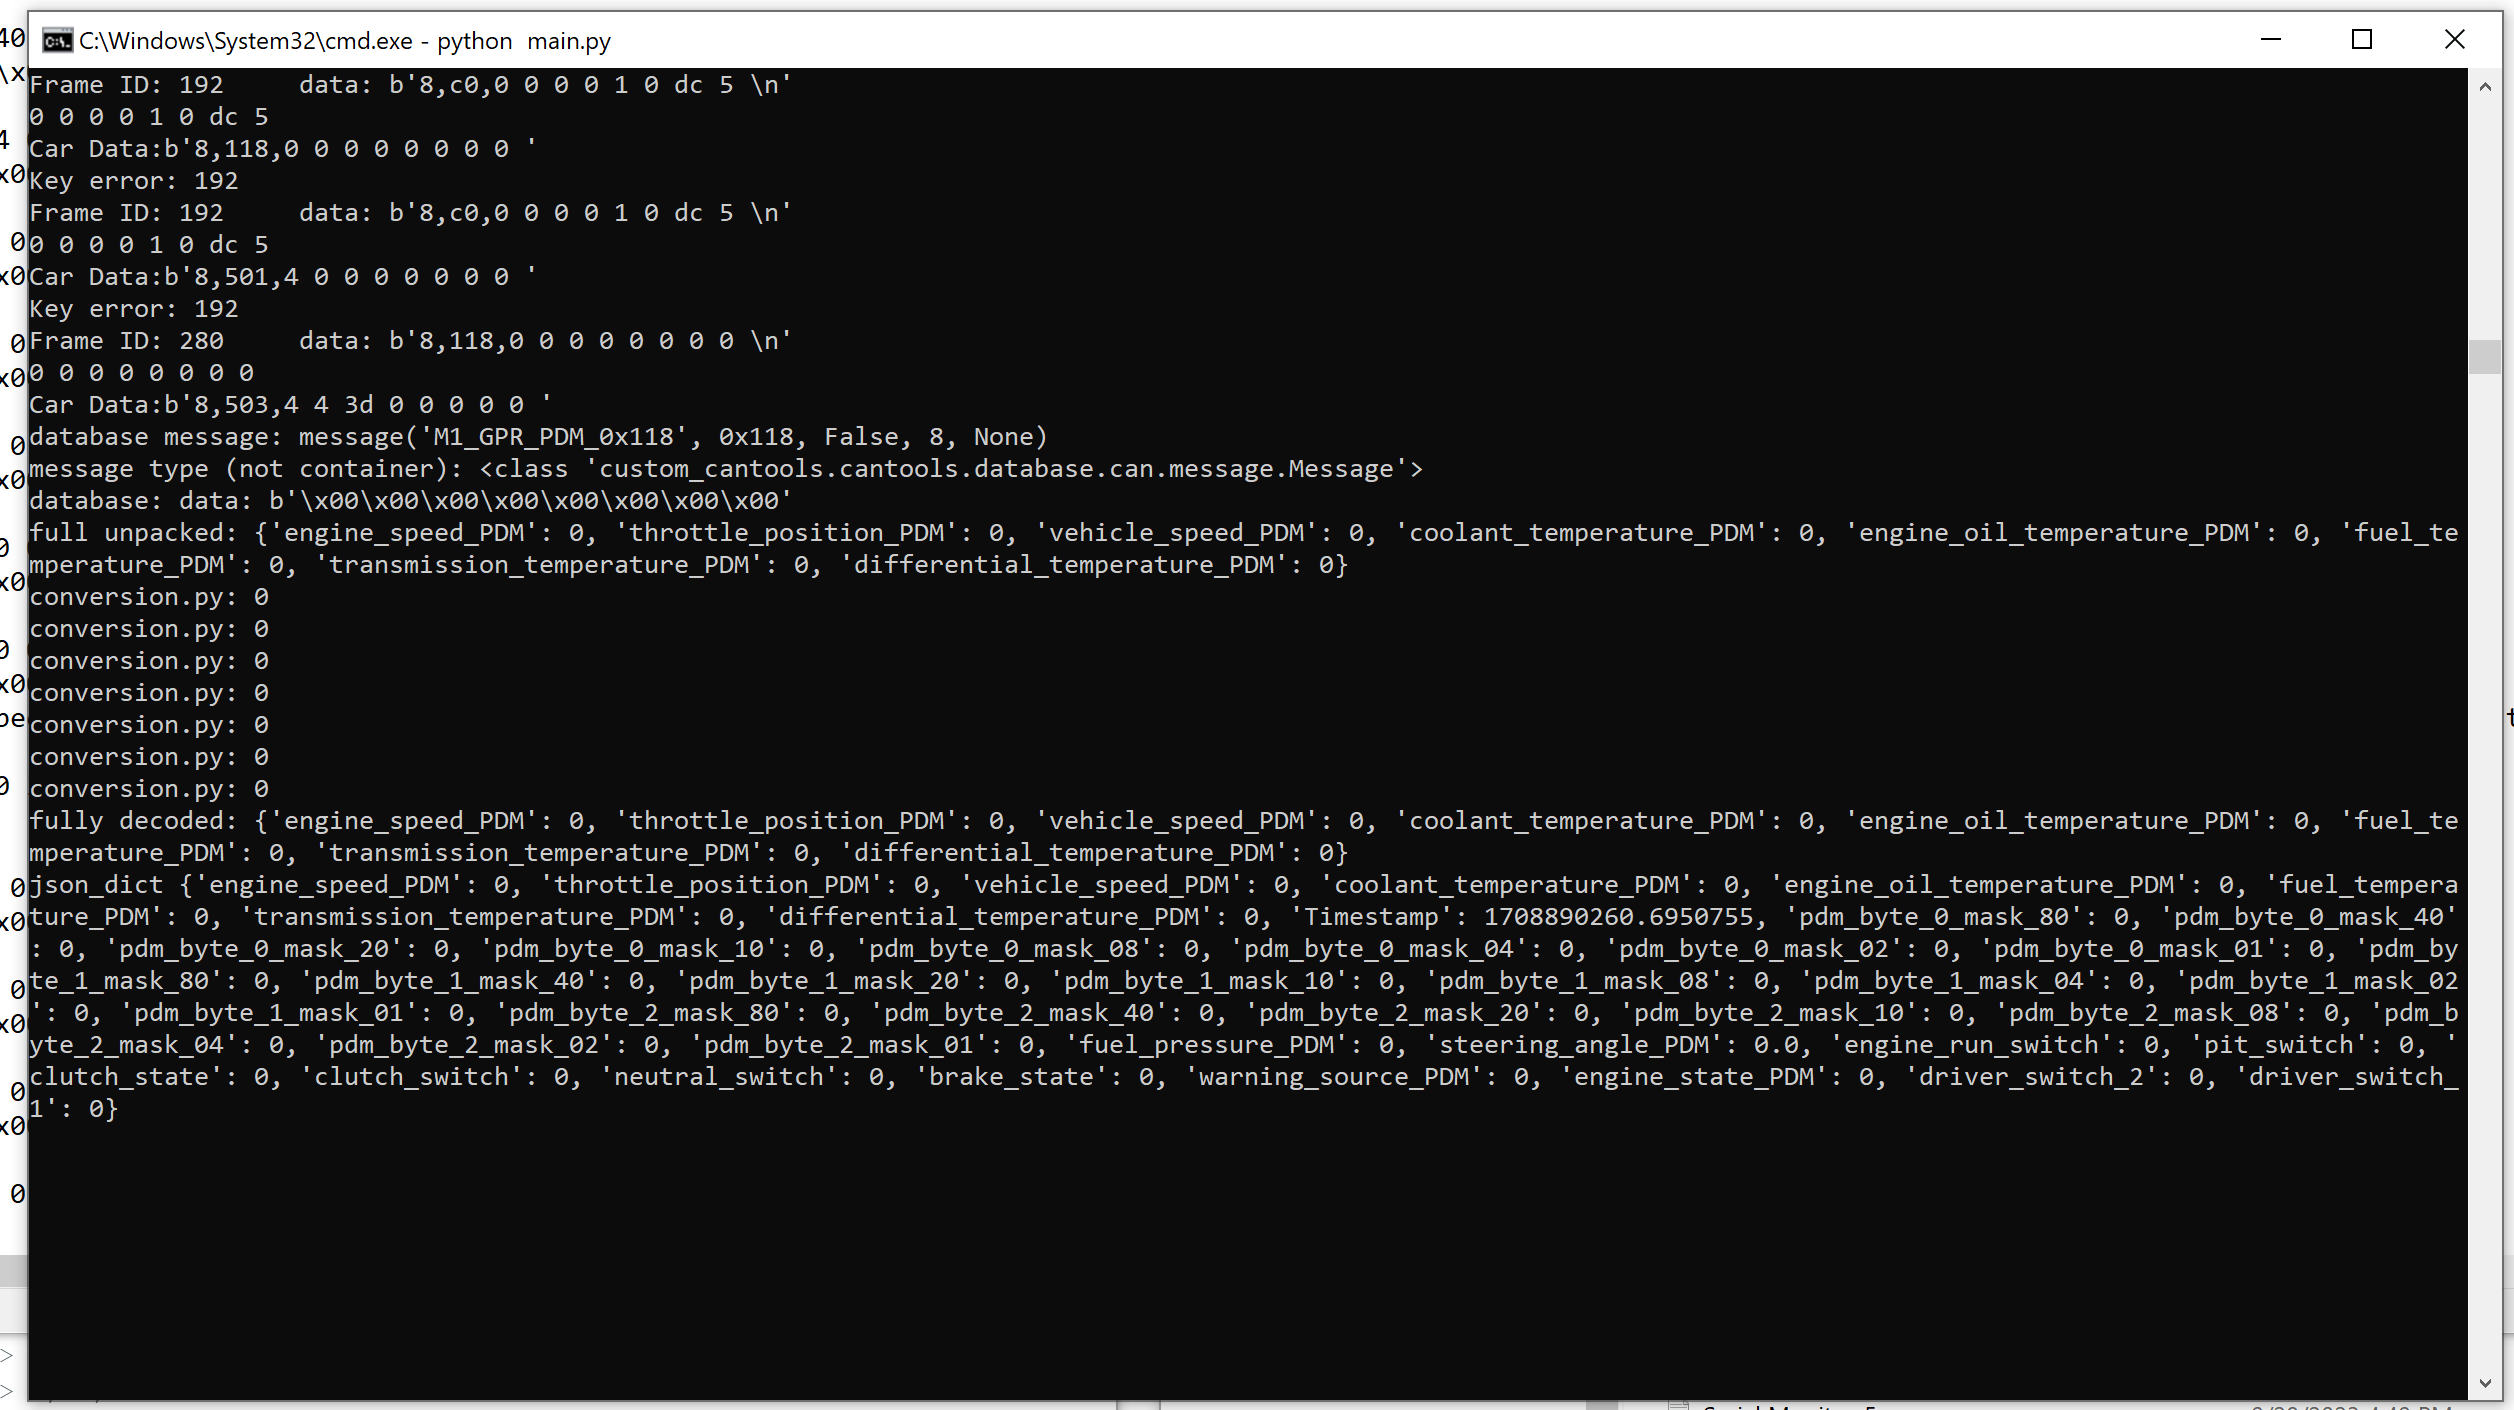 C:\Windows\System32\cmd.exe - python  main.py
Frame ID: 192     data: b'8,c0,0 0 0 0 1 0 dc 5 \n'
0 0 0 0 1 0 dc 5
Car Data:b'8,118,0 0 0 0 0 0 0 0 '
Key error: 192
Frame ID: 192     data: b'8,c0,0 0 0 0 1 0 dc 5 \n'
0 0 0 0 1 0 dc 5
Car Data:b'8,501,4 0 0 0 0 0 0 0 '
Key error: 192
Frame ID: 280     data: b'8,118,0 0 0 0 0 0 0 0 \n'
0 0 0 0 0 0 0 0
Car Data:b'8,503,4 4 3d 0 0 0 0 0 '
database message: message('M1_GPR_PDM_0x118', 0x118, False, 8, None)
message type (not container): <class 'custom_cantools.cantools.database.can.message.Message'>
database: data: b'\x00\x00\x00\x00\x00\x00\x00\x00'
full unpacked: {'engine_speed_PDM': 0, 'throttle_position_PDM': 0, 'vehicle_speed_PDM': 0, 'coolant_temperature_PDM': 0, 'engine_oil_temperature_PDM': 0, 'fuel_te
mperature_PDM': 0, 'transmission_temperature_PDM': 0, 'differential_temperature_PDM': 0}
conversion.py: 0
conversion.py: 0
conversion.py: 0
conversion.py: 0
conversion.py: 0
conversion.py: 0
conversion.py: 0
fully decoded: {'engine_speed_PDM': 0, 'throttle_position_PDM': 0, 'vehicle_speed_PDM': 0, 'coolant_temperature_PDM': 0, 'engine_oil_temperature_PDM': 0, 'fuel_te
mperature_PDM': 0, 'transmission_temperature_PDM': 0, 'differential_temperature_PDM': 0}
json_dict {'engine_speed_PDM': 0, 'throttle_position_PDM': 0, 'vehicle_speed_PDM': 0, 'coolant_temperature_PDM': 0, 'engine_oil_temperature_PDM': 0, 'fuel_tempera
ture_PDM': 0, 'transmission_temperature_PDM': 0, 'differential_temperature_PDM': 0, 'Timestamp': 1708890260.6950755, 'pdm_byte_0_mask_80': 0, 'pdm_byte_0_mask_40'
: 0, 'pdm_byte_0_mask_20': 0, 'pdm_byte_0_mask_10': 0, 'pdm_byte_0_mask_08': 0, 'pdm_byte_0_mask_04': 0, 'pdm_byte_0_mask_02': 0, 'pdm_byte_0_mask_01': 0, 'pdm_by
te_1_mask_80': 0, 'pdm_byte_1_mask_40': 0, 'pdm_byte_1_mask_20': 0, 'pdm_byte_1_mask_10': 0, 'pdm_byte_1_mask_08': 0, 'pdm_byte_1_mask_04': 0, 'pdm_byte_1_mask_02
': 0, 'pdm_byte_1_mask_01': 0, 'pdm_byte_2_mask_80': 0, 'pdm_byte_2_mask_40': 0, 'pdm_byte_2_mask_20': 0, 'pdm_byte_2_mask_10': 0, 'pdm_byte_2_mask_08': 0, 'pdm_b
yte_2_mask_04': 0, 'pdm_byte_2_mask_02': 0, 'pdm_byte_2_mask_01': 0, 'fuel_pressure_PDM': 0, 'steering_angle_PDM': 0.0, 'engine_run_switch': 0, 'pit_switch': 0, '
clutch_state': 0, 'clutch_switch': 0, 'neutral_switch': 0, 'brake_state': 0, 'warning_source_PDM': 0, 'engine_state_PDM': 0, 'driver_switch_2': 0, 'driver_switch_
1': 0}